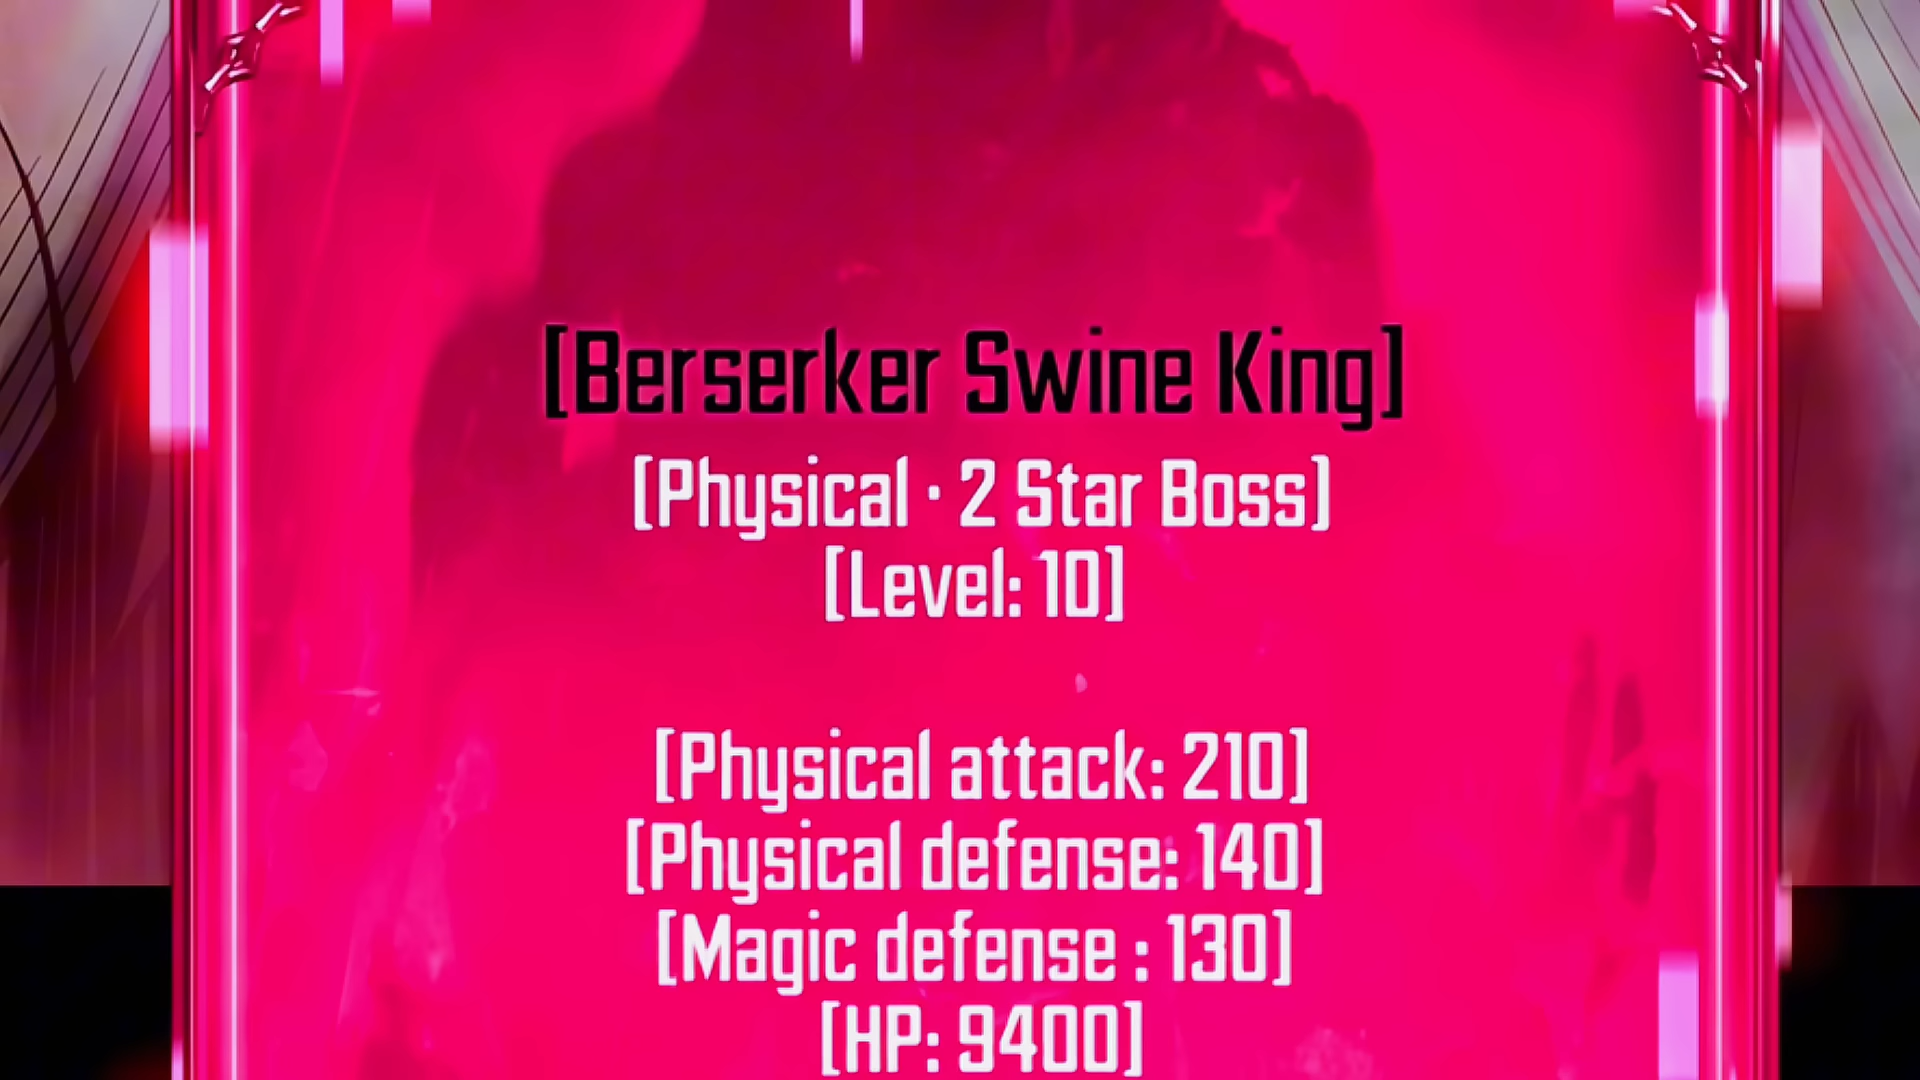 [Berserker Swine King]
[Physical · 2 Star Boss]
[Level: 10]
[Physical attack: 210]
[Physical defense: 140]
[Magic defense : 130]
[HP: 9400]